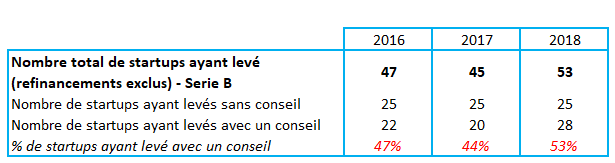 2016 2017 2018
Nombre total de startups ayant levé
(refinancements exclus) - Serie B 47 45 53
Nombre de startups ayant levés sans conseil 25 25 25
Nombre de startups ayant levés avec un conseil 22 20 28
% de startups ayant levé avec un conseil 47% 44% 53%